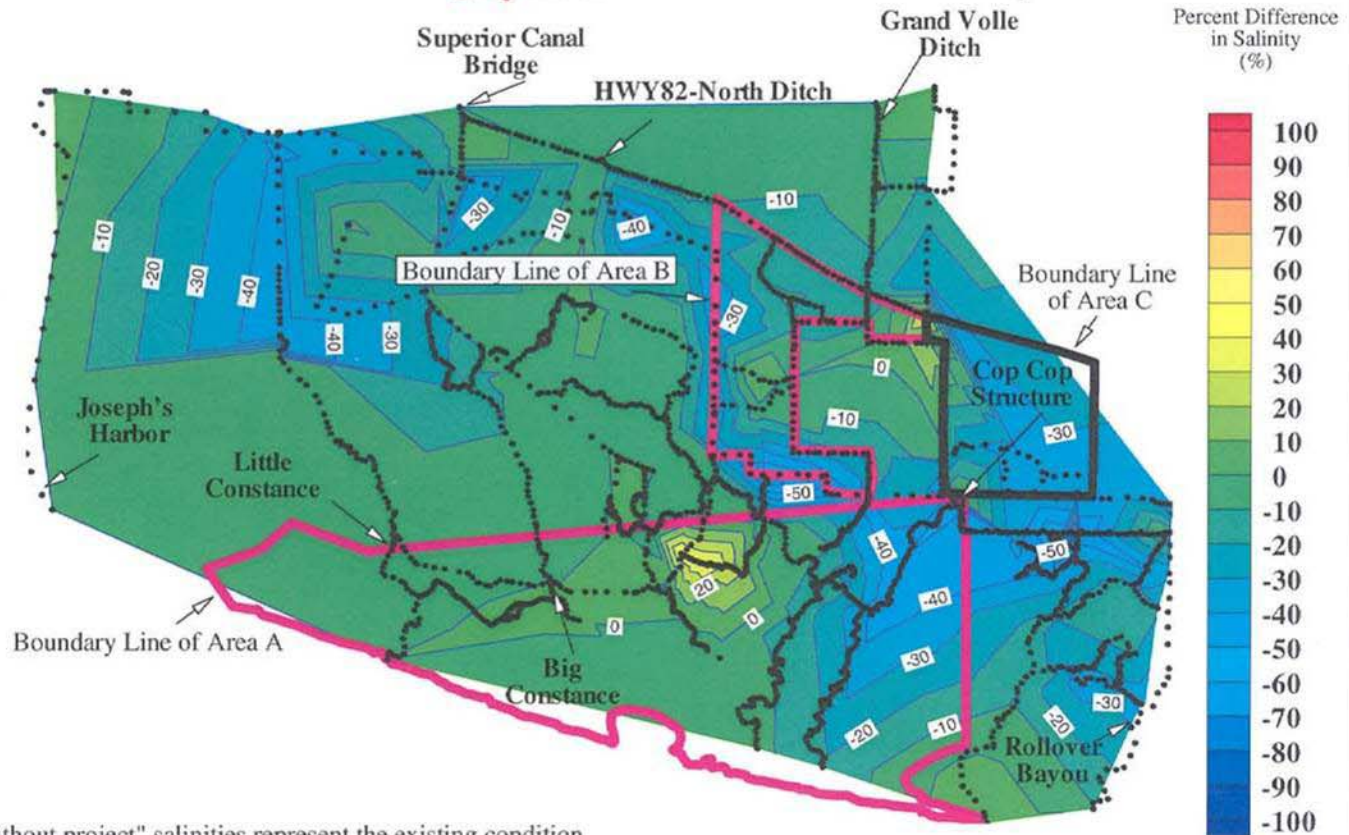 Grand Volle
Ditch
Percent Difference
in Salinity
(%)
Superior Canal
Bridge
HWY82-North Ditch
100
90
80
70
60
50
40
30
20
10
0
-10
-20
-30
-40
-50
-60
-70
-80
-90
-100
-10
-30
-10
-40
-10
-20
-30
-40
Boundary Line of Area B
Boundary Line
of Area C
-30
-40
-30
0
Cop Cop
Structure
-10
-30
Joseph's
Harbor
Little
Constance
-50
-40
-50
20
-40
0
0
-30
Boundary Line of Area A
Big
Constance
-30
-20
-10
-20
Rollover
Bayou
thout project" salinities represent the existing condition